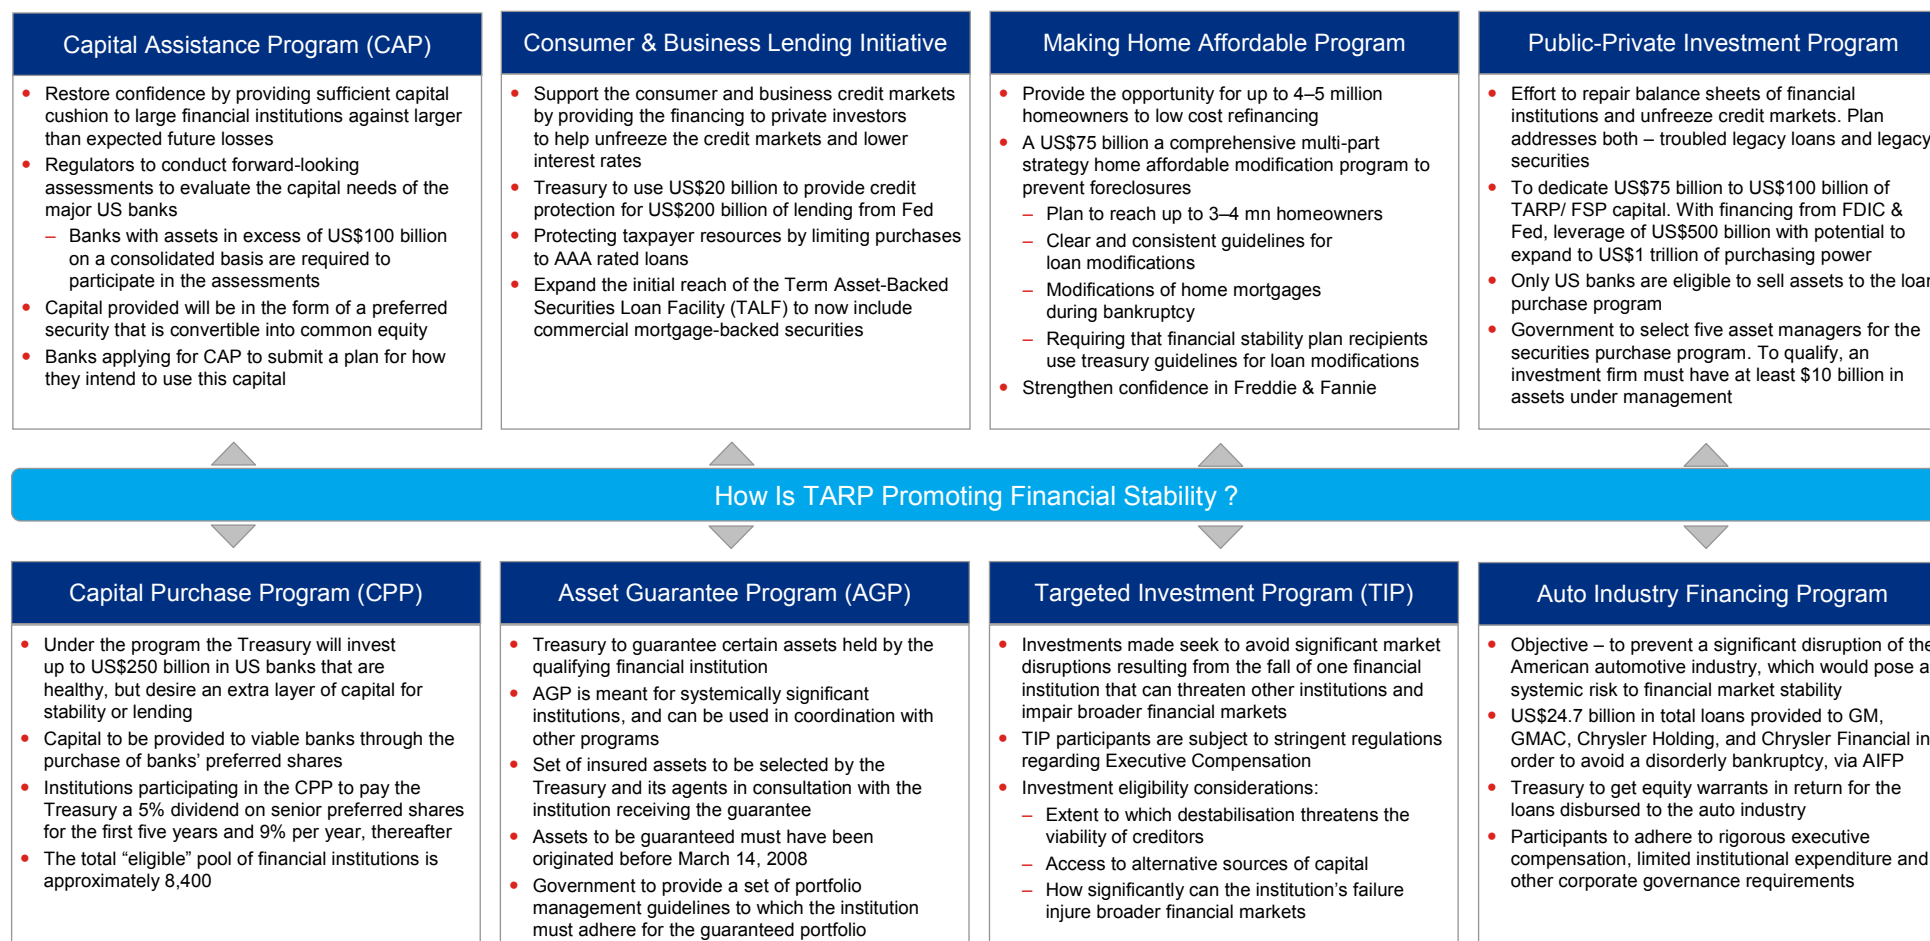 Capital Assistance Program (CAP)
• Restore confidence by providing sufficient capital
cushion to large financial institutions against larger
than expected future losses
• Regulators to conduct forward-looking
assessments to evaluate the capital needs of the
major US banks
– Banks with assets in excess of US$100 billion
on a consolidated basis are required to
participate in the assessments
• Capital provided will be in the form of a preferred
security that is convertible into common equity
• Banks applying for CAP to submit a plan for how
they intend to use this capital
Consumer & Business Lending Initiative
• Support the consumer and business credit markets
by providing the financing to private investors
to help unfreeze the credit markets and lower
interest rates
• Treasury to use US$20 billion to provide credit
protection for US$200 billion of lending from Fed
• Protecting taxpayer resources by limiting purchases
to AAA rated loans
• Expand the initial reach of the Term Asset-Backed
Securities Loan Facility (TALF) to now include
commercial mortgage-backed securities
Making Home Affordable Program
• Provide the opportunity for up to 4–5 million
homeowners to low cost refinancing
• A US$75 billion a comprehensive multi-part
strategy home affordable modification program to
prevent foreclosures
– Plan to reach up to 3–4 mn homeowners
– Clear and consistent guidelines for
loan modifications
– Modifications of home mortgages
during bankruptcy
– Requiring that financial stability plan recipients
use treasury guidelines for loan modifications
• Strengthen confidence in Freddie & Fannie
Public-Private Investment Program
• Effort to repair balance sheets of financial
institutions and unfreeze credit markets. Plan
addresses both – troubled legacy loans and legacy
securities
• To dedicate US$75 billion to US$100 billion of
TARP/ FSP capital. With financing from FDIC &
Fed, leverage of US$500 billion with potential to
expand to US$1 trillion of purchasing power
• Only US banks are eligible to sell assets to the loan
purchase program
• Government to select five asset managers for the
securities purchase program. To qualify, an
investment firm must have at least $10 billion in
assets under management
How Is TARP Promoting Financial Stability ?
Capital Purchase Program (CPP)
• Under the program the Treasury will invest
up to US$250 billion in US banks that are
healthy, but desire an extra layer of capital for
stability or lending
• Capital to be provided to viable banks through the
purchase of banks’ preferred shares
• Institutions participating in the CPP to pay the
Treasury a 5% dividend on senior preferred shares
for the first five years and 9% per year, thereafter
• The total “eligible” pool of financial institutions is
approximately 8,400
Asset Guarantee Program (AGP)
• Treasury to guarantee certain assets held by the
qualifying financial institution
• AGP is meant for systemically significant
institutions, and can be used in coordination with
other programs
• Set of insured assets to be selected by the
Treasury and its agents in consultation with the
institution receiving the guarantee
• Assets to be guaranteed must have been
originated before March 14, 2008
• Government to provide a set of portfolio
management guidelines to which the institution
must adhere for the guaranteed portfolio
Targeted Investment Program (TIP)
• Investments made seek to avoid significant market
disruptions resulting from the fall of one financial
institution that can threaten other institutions and
impair broader financial markets
• TIP participants are subject to stringent regulations
regarding Executive Compensation
• Investment eligibility considerations:
– Extent to which destabilisation threatens the
viability of creditors
– Access to alternative sources of capital
– How significantly can the institution’s failure
injure broader financial markets
Auto Industry Financing Program
• Objective – to prevent a significant disruption of the
American automotive industry, which would pose a
systemic risk to financial market stability
• US$24.7 billion in total loans provided to GM,
GMAC, Chrysler Holding, and Chrysler Financial in
order to avoid a disorderly bankruptcy, via AIFP
• Treasury to get equity warrants in return for the
loans disbursed to the auto industry
• Participants to adhere to rigorous executive
compensation, limited institutional expenditure and
other corporate governance requirements